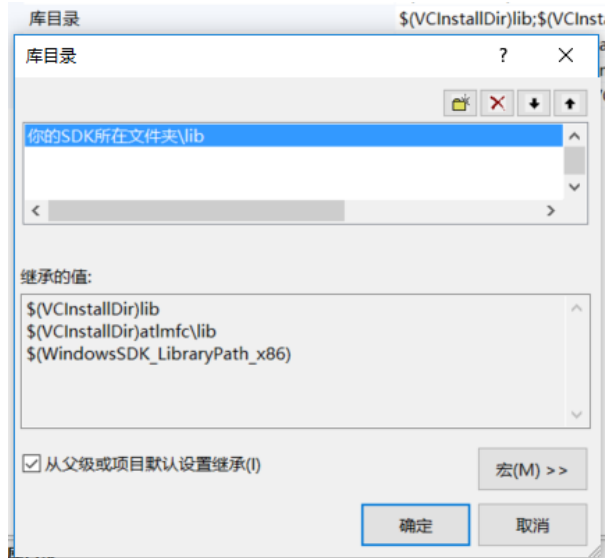 库目录 $(VCInstallDir)lib;$(VCInst
库目录
你的SDK所在文件夹\lib
继承的值:
$(VCInstallDir)lib
$(VCInstallDir)atlmfc\lib
$(WindowsSDK_LibraryPath_x86)
从父级或项目默认设置继承(I)
宏(M) >>
确定 取消